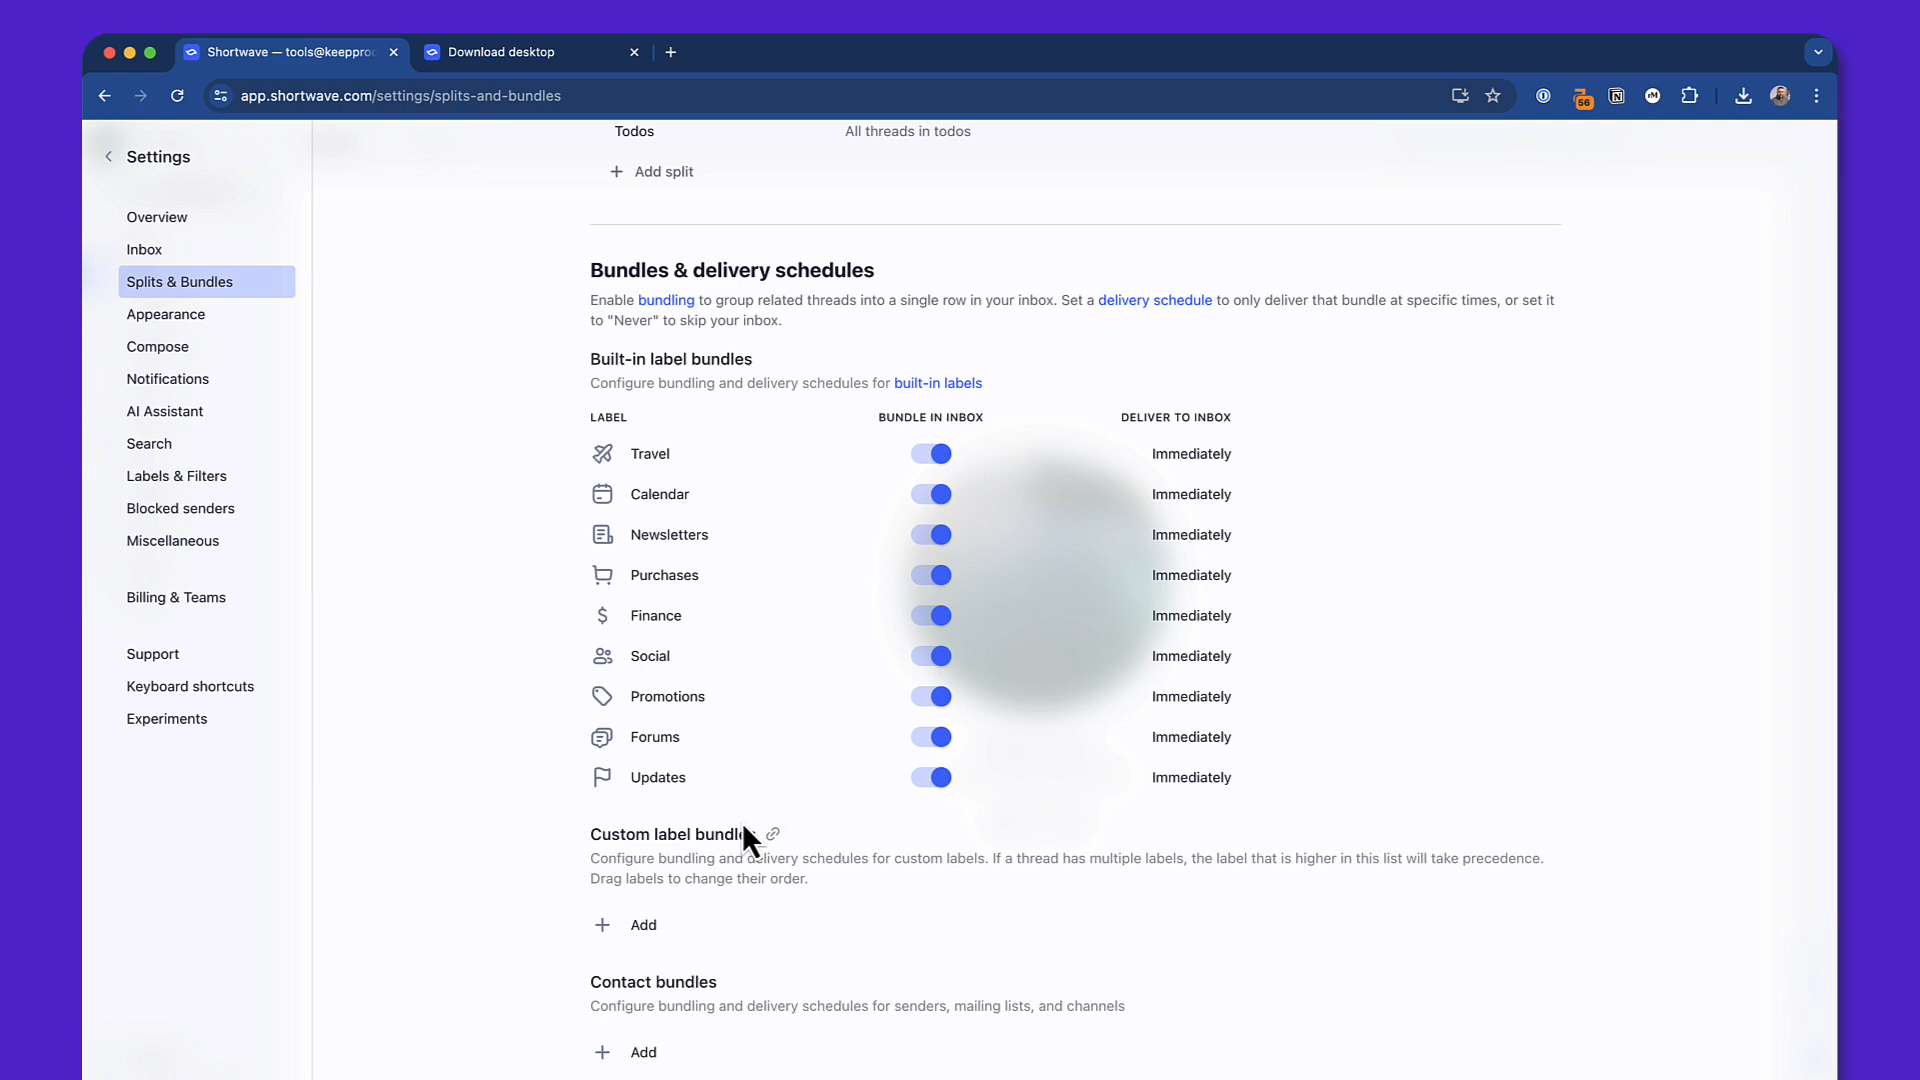 Shortwave — tools@keeppro
Download desktop
app.shortwave.com/settings/splits-and-bundles
56
Settings
Overview
Inbox
Splits & Bundles
Appearance
Compose
Notifications
AI Assistant
Search
Labels & Filters
Blocked senders
Miscellaneous
Billing & Teams
Support
Keyboard shortcuts
Experiments
Todos All threads in todos
Add split
Bundles & delivery schedules
Enable bundling to group related threads into a single row in your inbox. Set a delivery schedule to only deliver that bundle at specific times, or set it
to "Never" to skip your inbox.
Built-in label bundles
Configure bundling and delivery schedules for built-in labels
LABEL BUNDLE IN INBOX DELIVER TO INBOX
Travel Immediately
Calendar Immediately
Newsletters Immediately
Purchases Immediately
Finance Immediately
Social Immediately
Promotions Immediately
Forums Immediately
Updates Immediately
Custom label bundles
Configure bundling and delivery schedules for custom labels. If a thread has multiple labels, the label that is higher in this list will take precedence.
Drag labels to change their order.
Add
Contact bundles
Configure bundling and delivery schedules for senders, mailing lists, and channels
Add